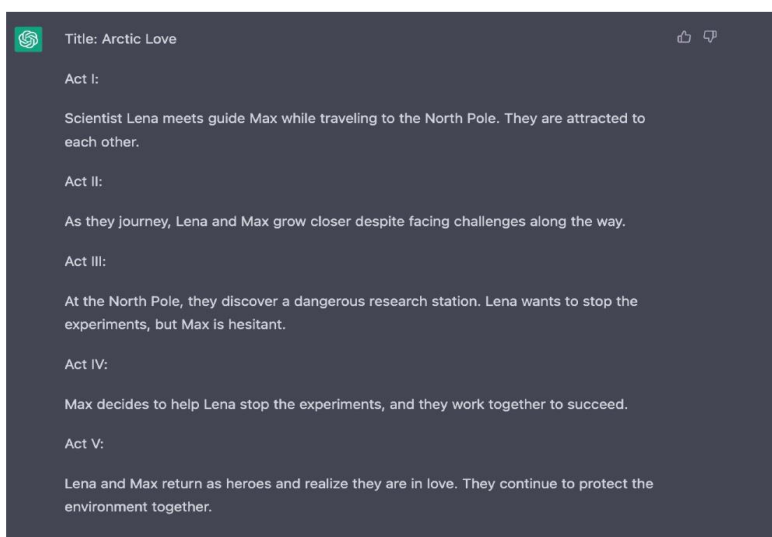 Title: Arctic Love
Act I:
Scientist Lena meets guide Max while traveling to the North Pole. They are attracted to
each other.
Act II:
As they journey, Lena and Max grow closer despite facing challenges along the way.
Act III:
At the North Pole, they discover a dangerous research station. Lena wants to stop the
experiments, but Max is hesitant.
Act IV:
Max decides to help Lena stop the experiments, and they work together to succeed.
Act V:
Lena and Max return as heroes and realize they are in love. They continue to protect the
environment together.